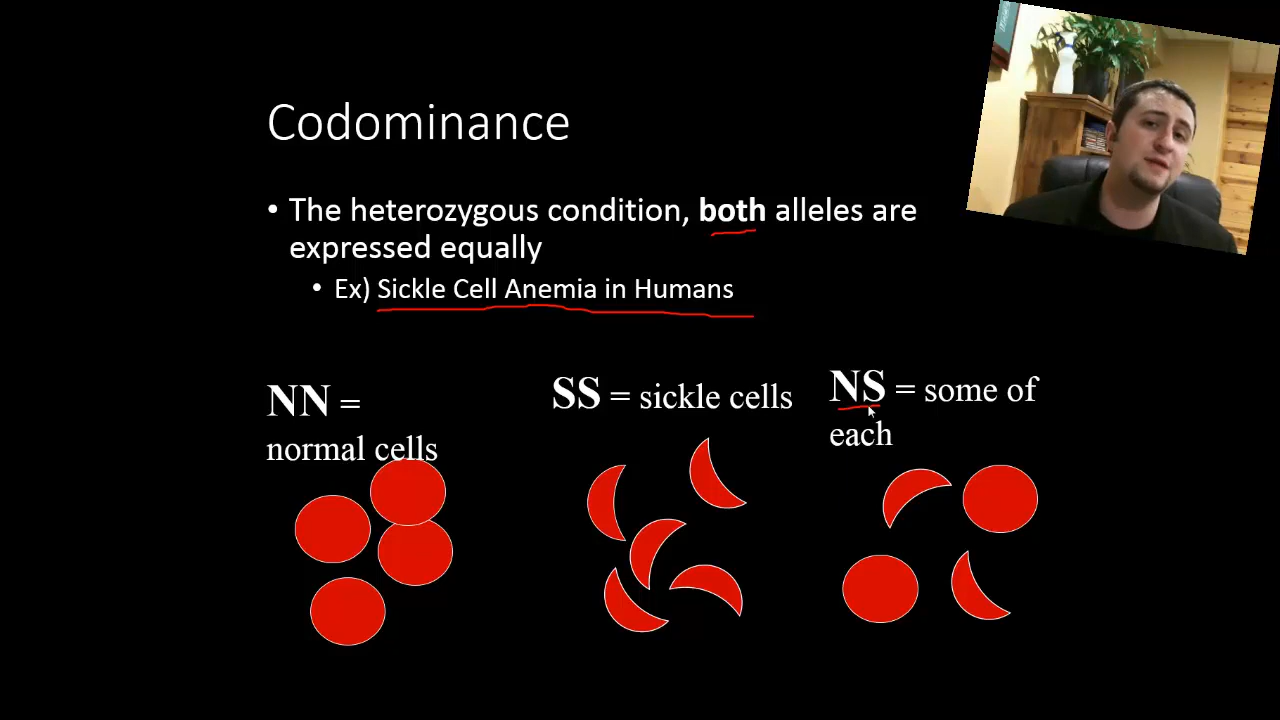 Codominance
• The heterozygous condition, both alleles are
expressed equally
• Ex) Sickle Cell Anemia in Humans
NN =
normal cells
SS = sickle cells
NS = some of
each